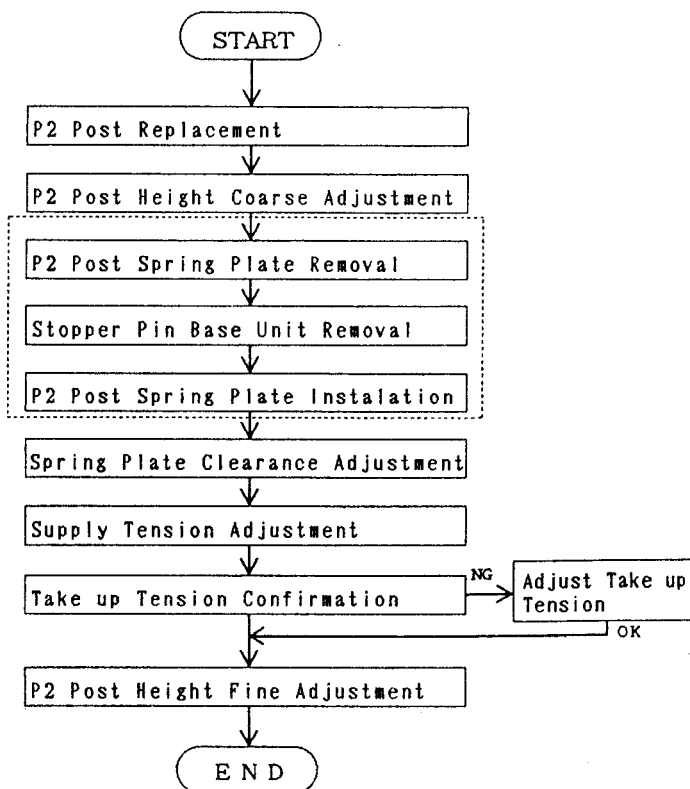 START
P2 Post Replacement
P2 Post Height Coarse Adjustment
P2 Post Spring Plate Removal
Stopper Pin Base Unit Removal
P2 Post Spring Plate Instalation
Spring Plate Clearance Adjustment
Supply Tension Adjustment
Take up Tension Confirmation
NG
Adjust Take up
Tension
OK
P2 Post Height Fine Adjustment
END